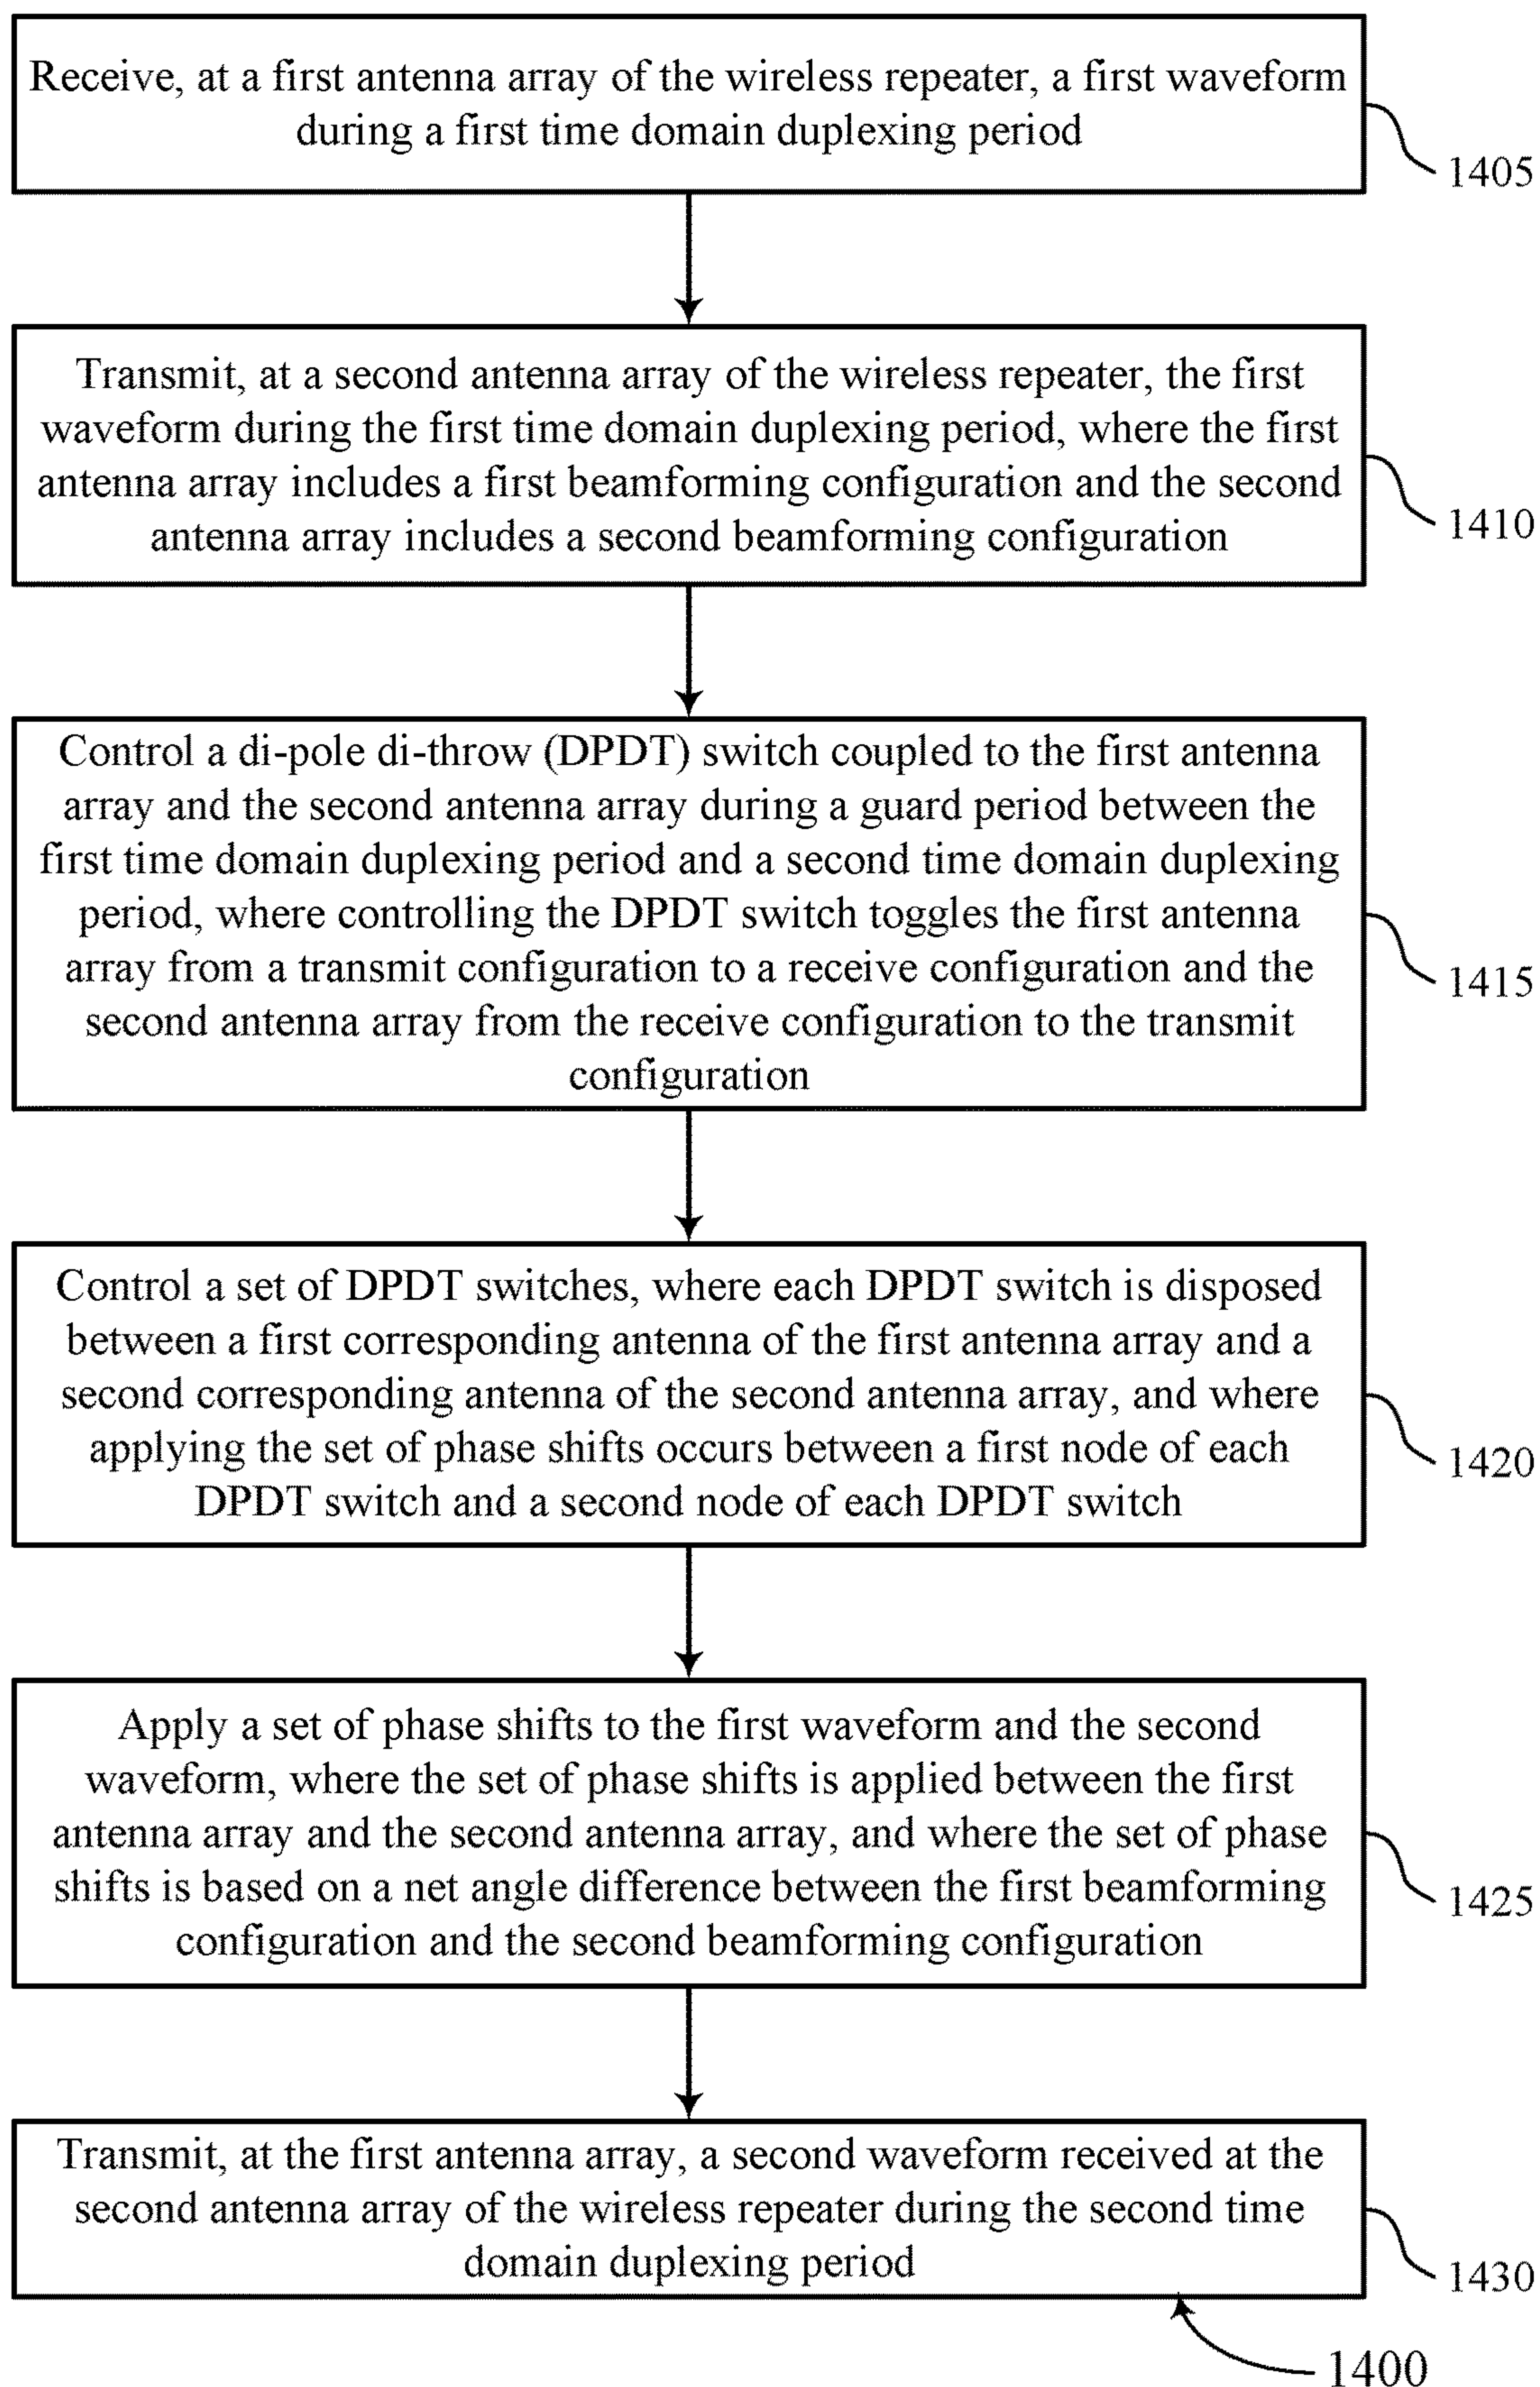 Receive, at a first antenna array of the wireless repeater, a first waveform
during a first time domain duplexing period
1405
Transmit, at a second antenna array of the wireless repeater, the first
waveform during the first time domain duplexing period, where the first
antenna array includes a first beamforming configuration and the second
antenna array includes a second beamforming configuration
1410
Control a di-pole di-throw (DPDT) switch coupled to the first antenna
array and the second antenna array during a guard period between the
first time domain duplexing period and a second time domain duplexing
period, where controlling the DPDT switch toggles the first antenna
array from a transmit configuration to a receive configuration and the
second antenna array from the receive configuration to the transmit
configuration
1415
Control a set of DPDT switches, where each DPDT switch is disposed
between a first corresponding antenna of the first antenna array and a
second corresponding antenna of the second antenna array, and where
applying the set of phase shifts occurs between a first node of each
DPDT switch and a second node of each DPDT switch
1420
Apply a set of phase shifts to the first waveform and the second
waveform, where the set of phase shifts is applied between the first
antenna array and the second antenna array, and where the set of phase
shifts is based on a net angle difference between the first beamforming
configuration and the second beamforming configuration
1425
Transmit, at the first antenna array, a second waveform received at the
second antenna array of the wireless repeater during the second time
domain duplexing period
1430
1400